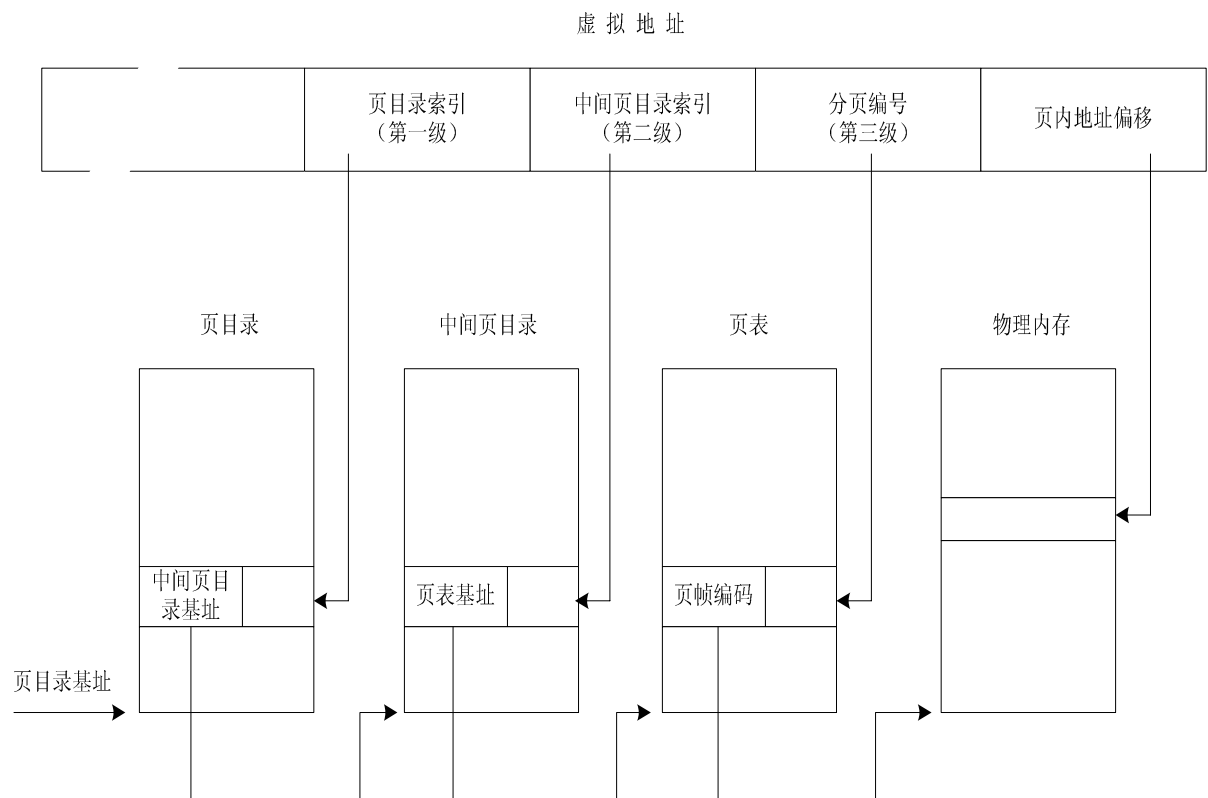 虚拟地址
页目录索引
（第一级）
中间页目录索引
（第二级）
分页编号
（第三级）
页内地址偏移
页目录
中间页目录
页表
物理内存
中间页目
录基址
页表基址
页帧编码
页目录基址